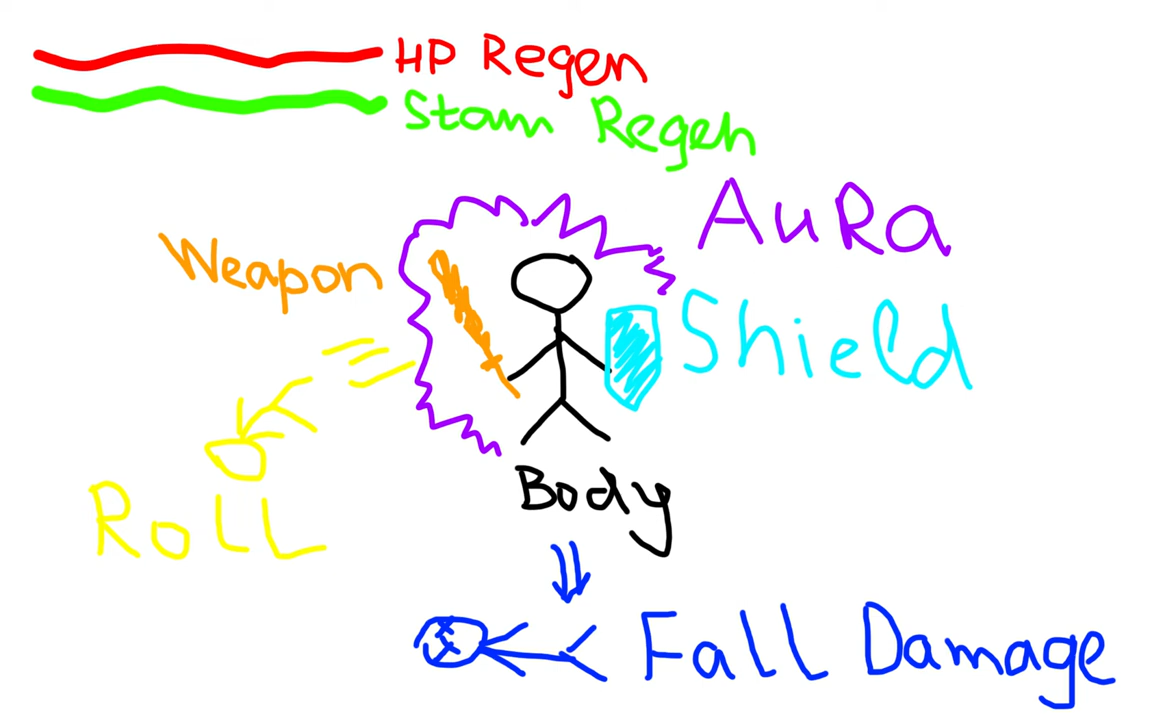 HP Regen
Stam Regen
AuRa
Weapon
Shield
Body
RoLL
Fall Damage